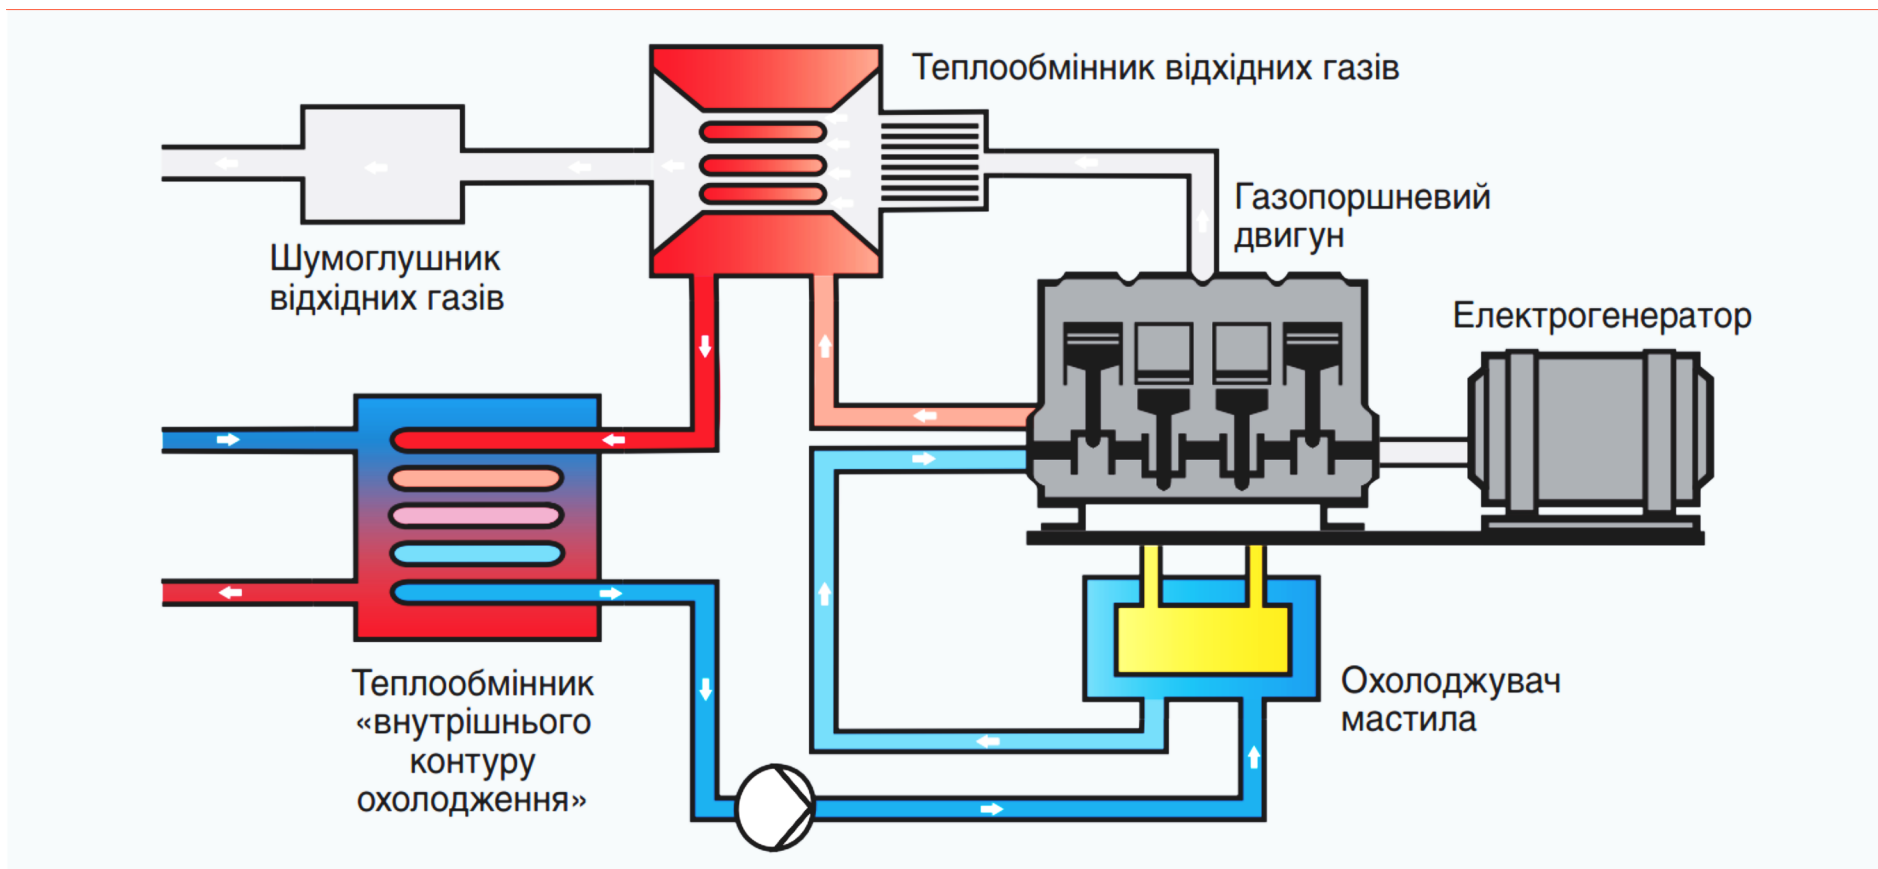 Теплообмінник відхідних газів
Газопоршневий
двигун
Шумоглушник
відхідних газів
Електрогенератор
Теплообмінник
«внутрішнього
контуру
охолодження»
Охолоджувач
мастила